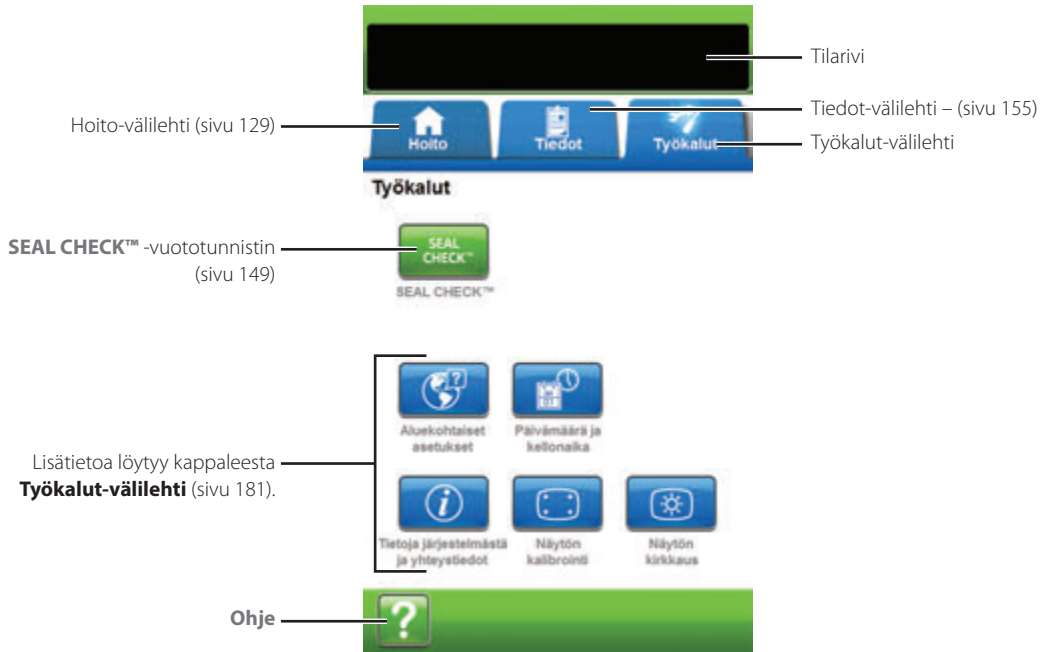 Tilarivi
Hoito-välilehti (sivu 129)
Hoito
Tiedot
Työkalut
Tiedot-välilehti – (sivu 155)
Työkalut-välilehti
Työkalut
SEAL CHECK™ -vuototunnistin
(sivu 149)
SEAL
CHECK™
SEAL CHECK™
Aluekohtaiset
asetukset
Päivämäärä ja
kellonaika
Lisätietoa löytyy kappaleesta
Työkalut-välilehti (sivu 181).
Tietoja järjestelmästä
ja yhteystiedot
Näytön
kalibrointi
Näytön
kirkkaus
Ohje
?